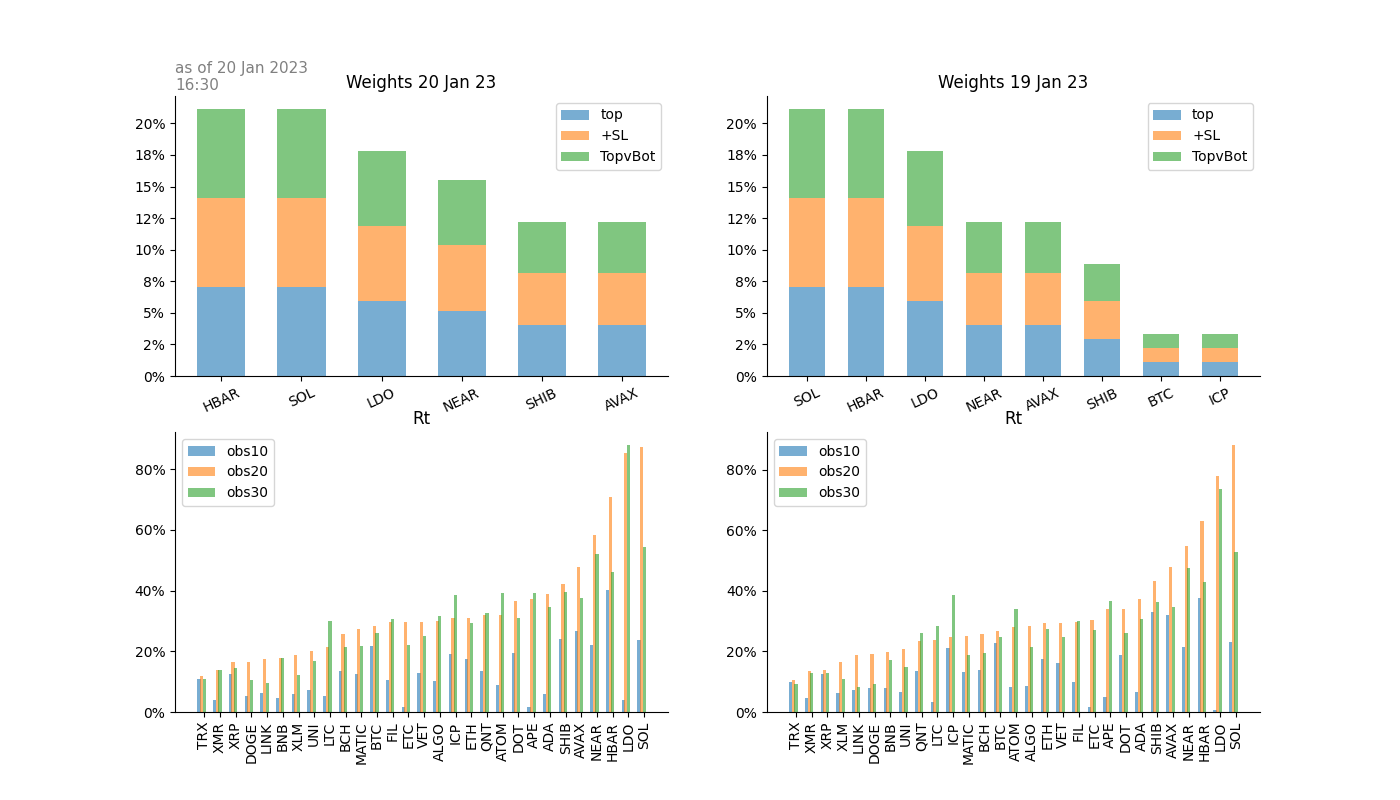 as of 20 Jan 2023
16:30
Weights 20 Jan 23
20%
18%
15%
12%
10%
8%
5%
2%
0%
top
+SL
TopvBot
HBAR SOL LDO NEAR SHIB AVAX
Weights 19 Jan 23
20%
18%
15%
12%
10%
8%
5%
2%
0%
top
+SL
TopvBot
SOL HBAR LDO NEAR AVAX SHIB BTC ICP
Rt
80%
60%
40%
20%
0%
obs10
obs20
obs30
TRX XMR XRP DOGE LINK BNB XLM UNI LTC BCH MATIC BTC FIL ETC VET ALGO ICP ETH QNT ATOM DOT APE ADA SHIB AVAX NEAR HBAR LDO SOL
Rt
80%
60%
40%
20%
0%
obs10
obs20
obs30
TRX XMR XRP XLM LINK DOGE BNB UNI QNT LTC ICP MATIC BCH BTC ATOM ALGO ETH VET FIL ETC APE DOT ADA SHIB AVAX NEAR HBAR LDO SOL